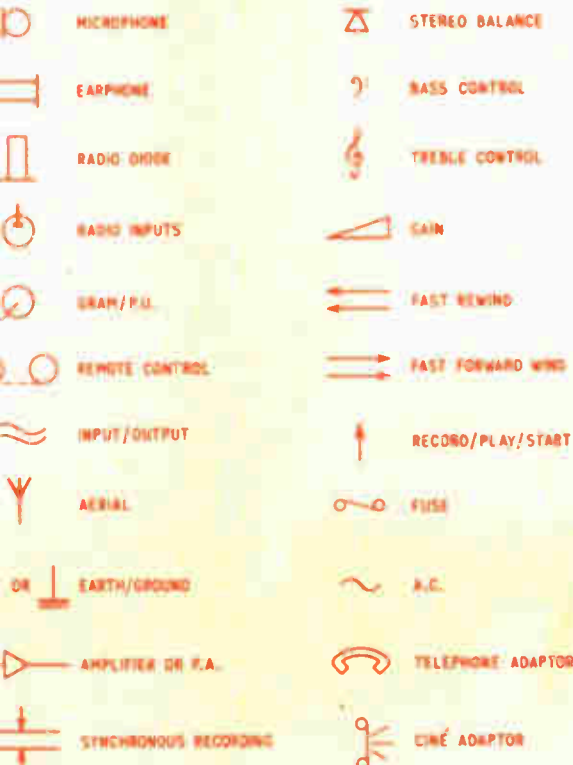 MICROPHONE
EARPHONE
RADIO DIODE
RADIO INPUTS
GRAM/P.U.
REMOTE CONTROL
INPUT/OUTPUT
AERIAL
OR EARTH/GROUND
AMPLIFIER OR P.A.
SYNCHRONOUS RECORDING
STEREO BALANCE
BASS CONTROL
TREBLE CONTROL
GAIN
FAST REWIND
FAST FORWARD WIND
RECORD/PLAY/START
FUSE
A.C.
TELEPHONE ADAPTOR
CINÉ ADAPTOR